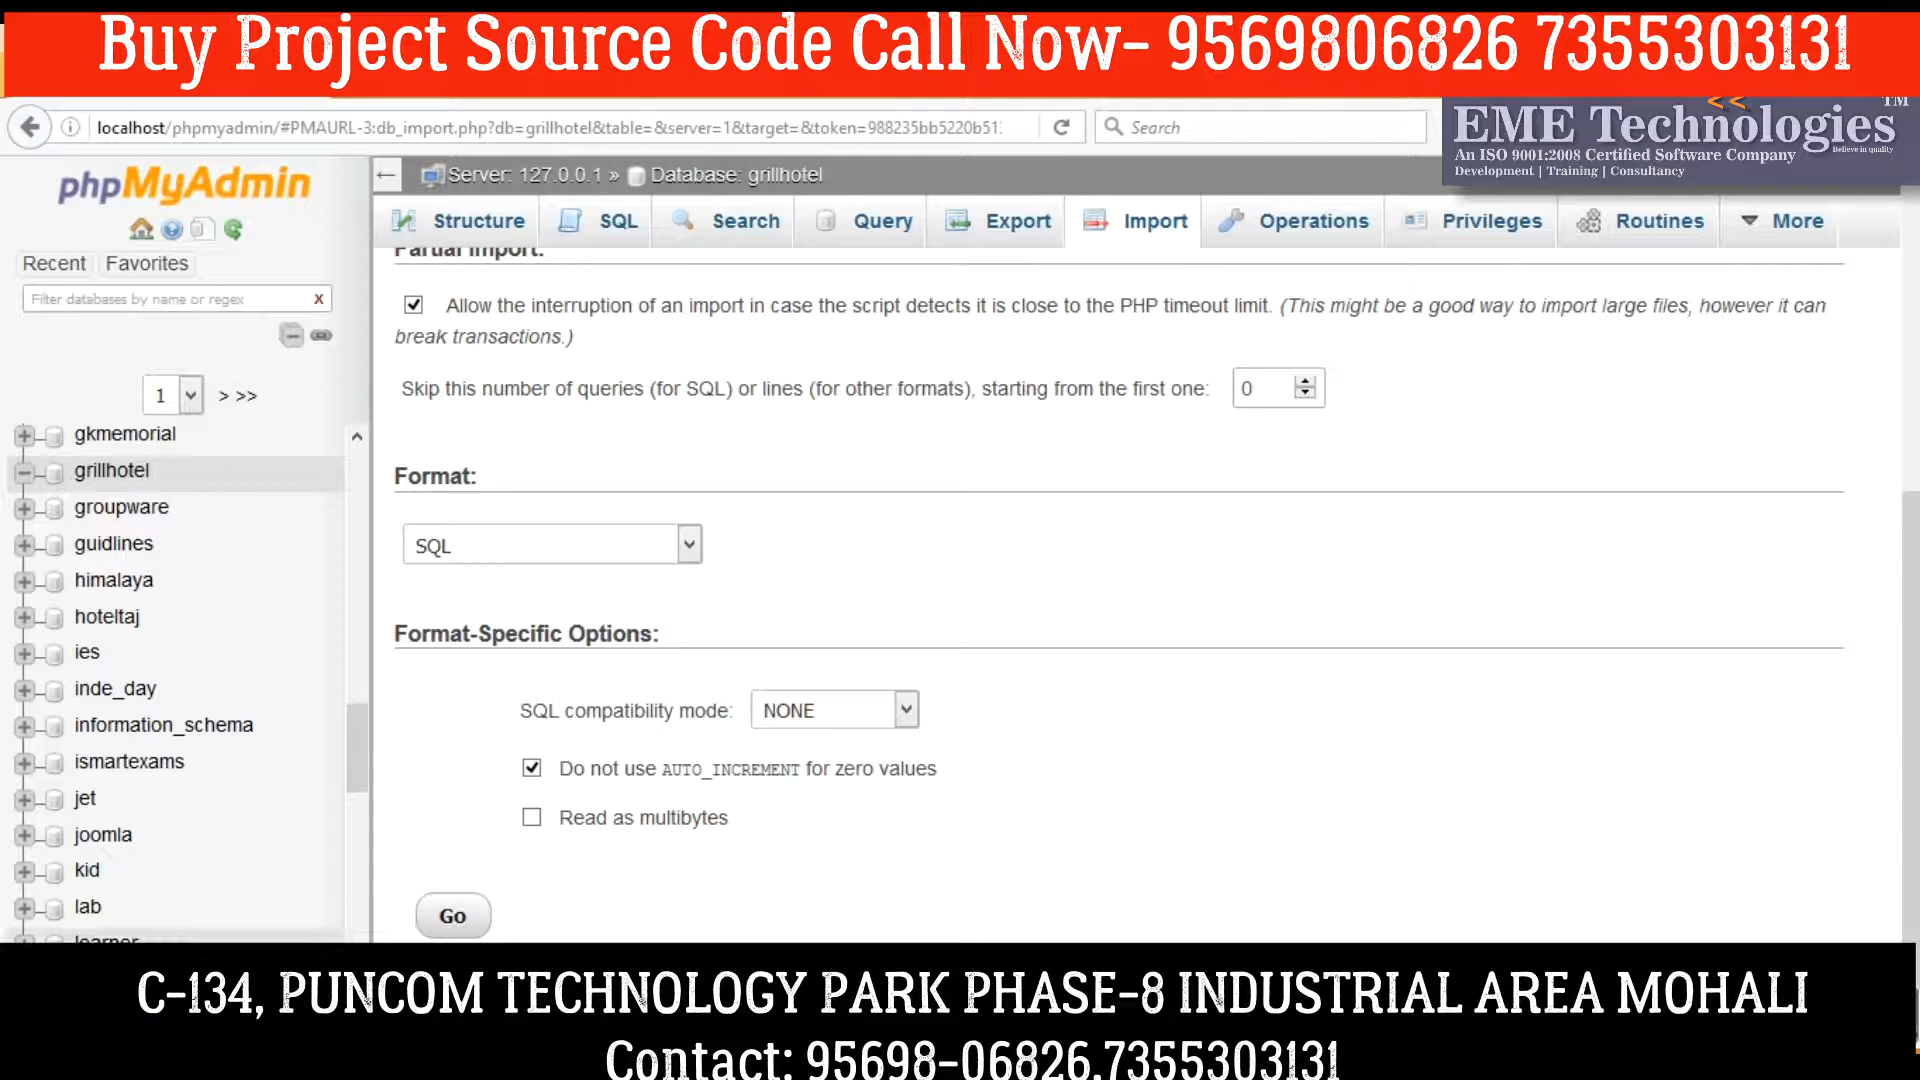 Buy Project Source Code Call Now- 9569806826 7355303131
localhost/phpmyadmin/#PMAURL-3:db_import.php?db=grillhotel&table=&server=1&target=&token=988235bb5220b51
Search
EME Technologies TM
An ISO 9001:2008 Certified Software Company
Believe in quality
Development | Training | Consultancy
phpMyAdmin
Server: 127.0.0.1 » Database: grillhotel
Structure SQL Search Query Export Import Operations Privileges Routines More
Recent Favorites
Filter databases by name or regex X
1 > >>
gkmemorial
grillhotel
groupware
guidlines
himalaya
hoteltaj
ies
inde_day
information_schema
ismartexams
jet
joomla
kid
lab
learner
Partial Import:
Allow the interruption of an import in case the script detects it is close to the PHP timeout limit. (This might be a good way to import large files, however it can
break transactions.)
Skip this number of queries (for SQL) or lines (for other formats), starting from the first one: 0
Format:
SQL
Format-Specific Options:
SQL compatibility mode: NONE
Do not use AUTO_INCREMENT for zero values
Read as multibytes
Go
C-134, PUNCOM TECHNOLOGY PARK PHASE-8 INDUSTRIAL AREA MOHALI
Contact: 95698-06826,7355303131